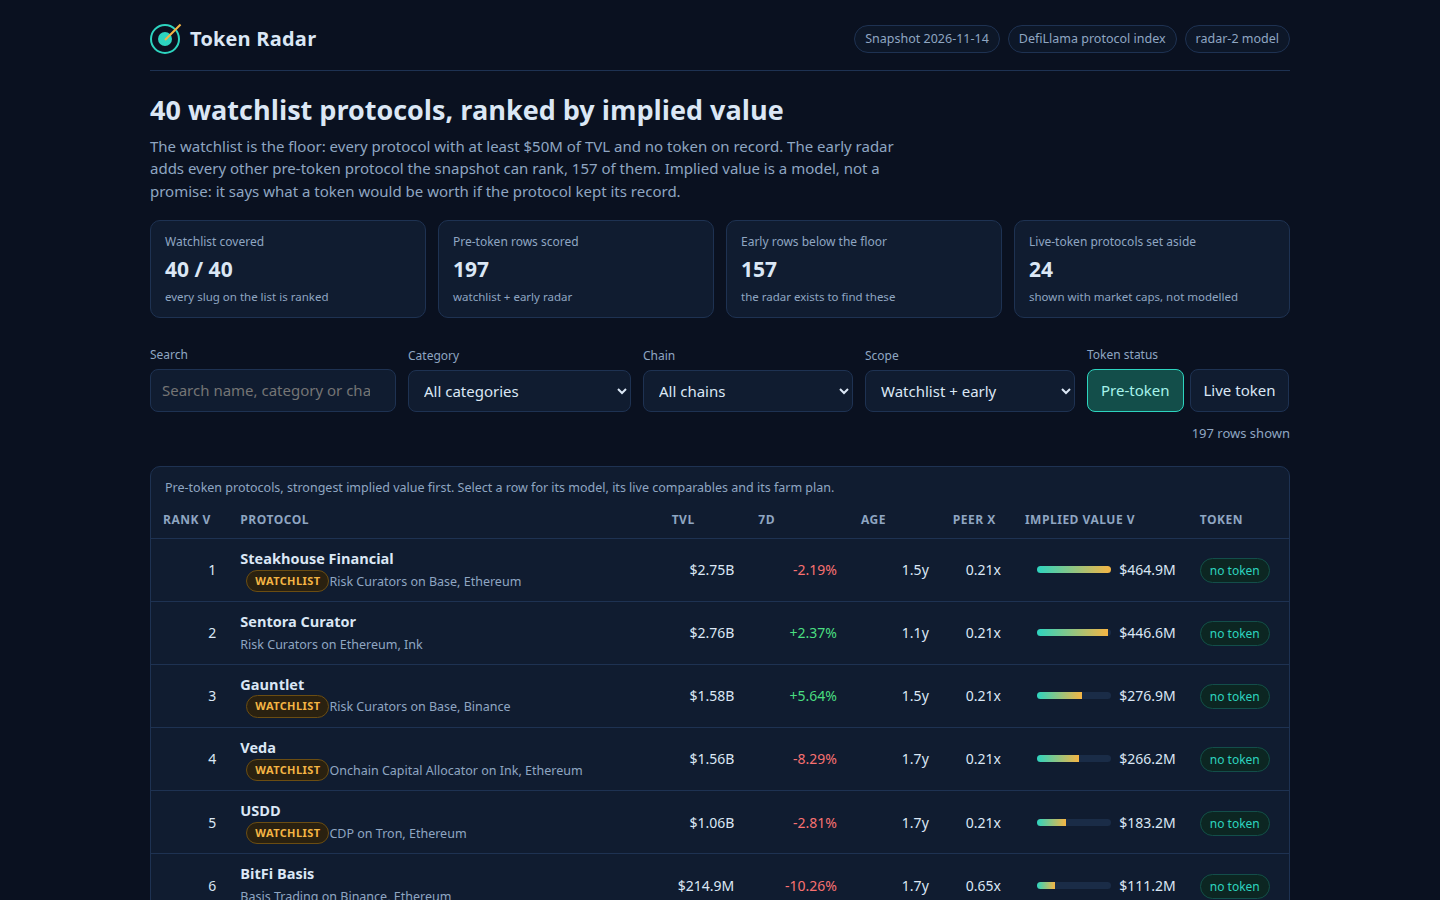 Token Radar
Snapshot 2026-11-14
DefiLlama protocol index
radar-2 model
40 watchlist protocols, ranked by implied value
The watchlist is the floor: every protocol with at least $50M of TVL and no token on record. The early radar
adds every other pre-token protocol the snapshot can rank, 157 of them. Implied value is a model, not a
promise: it says what a token would be worth if the protocol kept its record.
Watchlist covered
40 / 40
every slug on the list is ranked
Pre-token rows scored
197
watchlist + early radar
Early rows below the floor
157
the radar exists to find these
Live-token protocols set aside
24
shown with market caps, not modelled
Search
Search name, category or cha
Category
All categories
Chain
All chains
Scope
Watchlist + early
Token status
Pre-token
Live token
197 rows shown
Pre-token protocols, strongest implied value first. Select a row for its model, its live comparables and its farm plan.
RANK V PROTOCOL TVL 7D AGE PEER X IMPLIED VALUE V TOKEN
1 Steakhouse Financial $2.75B -2.19% 1.5y 0.21x $464.9M no token
WATCHLIST Risk Curators on Base, Ethereum
2 Sentora Curator $2.76B +2.37% 1.1y 0.21x $446.6M no token
Risk Curators on Ethereum, Ink
3 Gauntlet $1.58B +5.64% 1.5y 0.21x $276.9M no token
WATCHLIST Risk Curators on Base, Binance
4 Veda $1.56B -8.29% 1.7y 0.21x $266.2M no token
WATCHLIST Onchain Capital Allocator on Ink, Ethereum
5 USDD $1.06B -2.81% 1.7y 0.21x $183.2M no token
WATCHLIST CDP on Tron, Ethereum
6 BitFi Basis $214.9M -10.26% 1.7y 0.65x $111.2M no token
Basis Trading on Binance, Ethereum